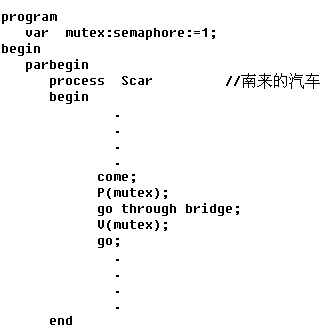 program
var mutex:semaphore:=1;
begin
parbegin
process Scar //南来的汽车
begin
.
.
.
.
come;
P(mutex);
go through bridge;
V(mutex);
go;
.
.
.
.
end